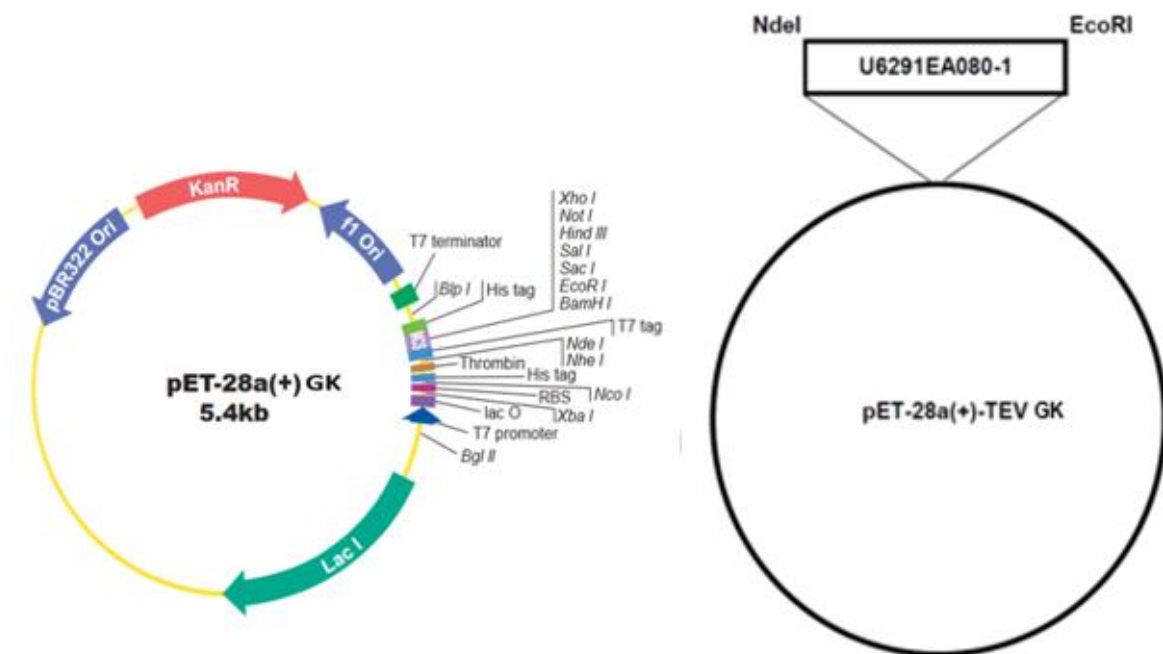 KanR
f1 Ori
pBR322 Ori
T7 terminator
Blp I
His tag
Xho I
Not I
Hind III
Sal I
Sac I
EcoR I
BamH I
T7 tag
Nde I
Nhe I
Thrombin
His tag
Nco I
RBS
Xba I
lac O
T7 promoter
Bgl II
Lac I
pET-28a(+) GK
5.4kb
NdeI
EcoRI
U6291EA080-1
pET-28a(+)-TEV GK